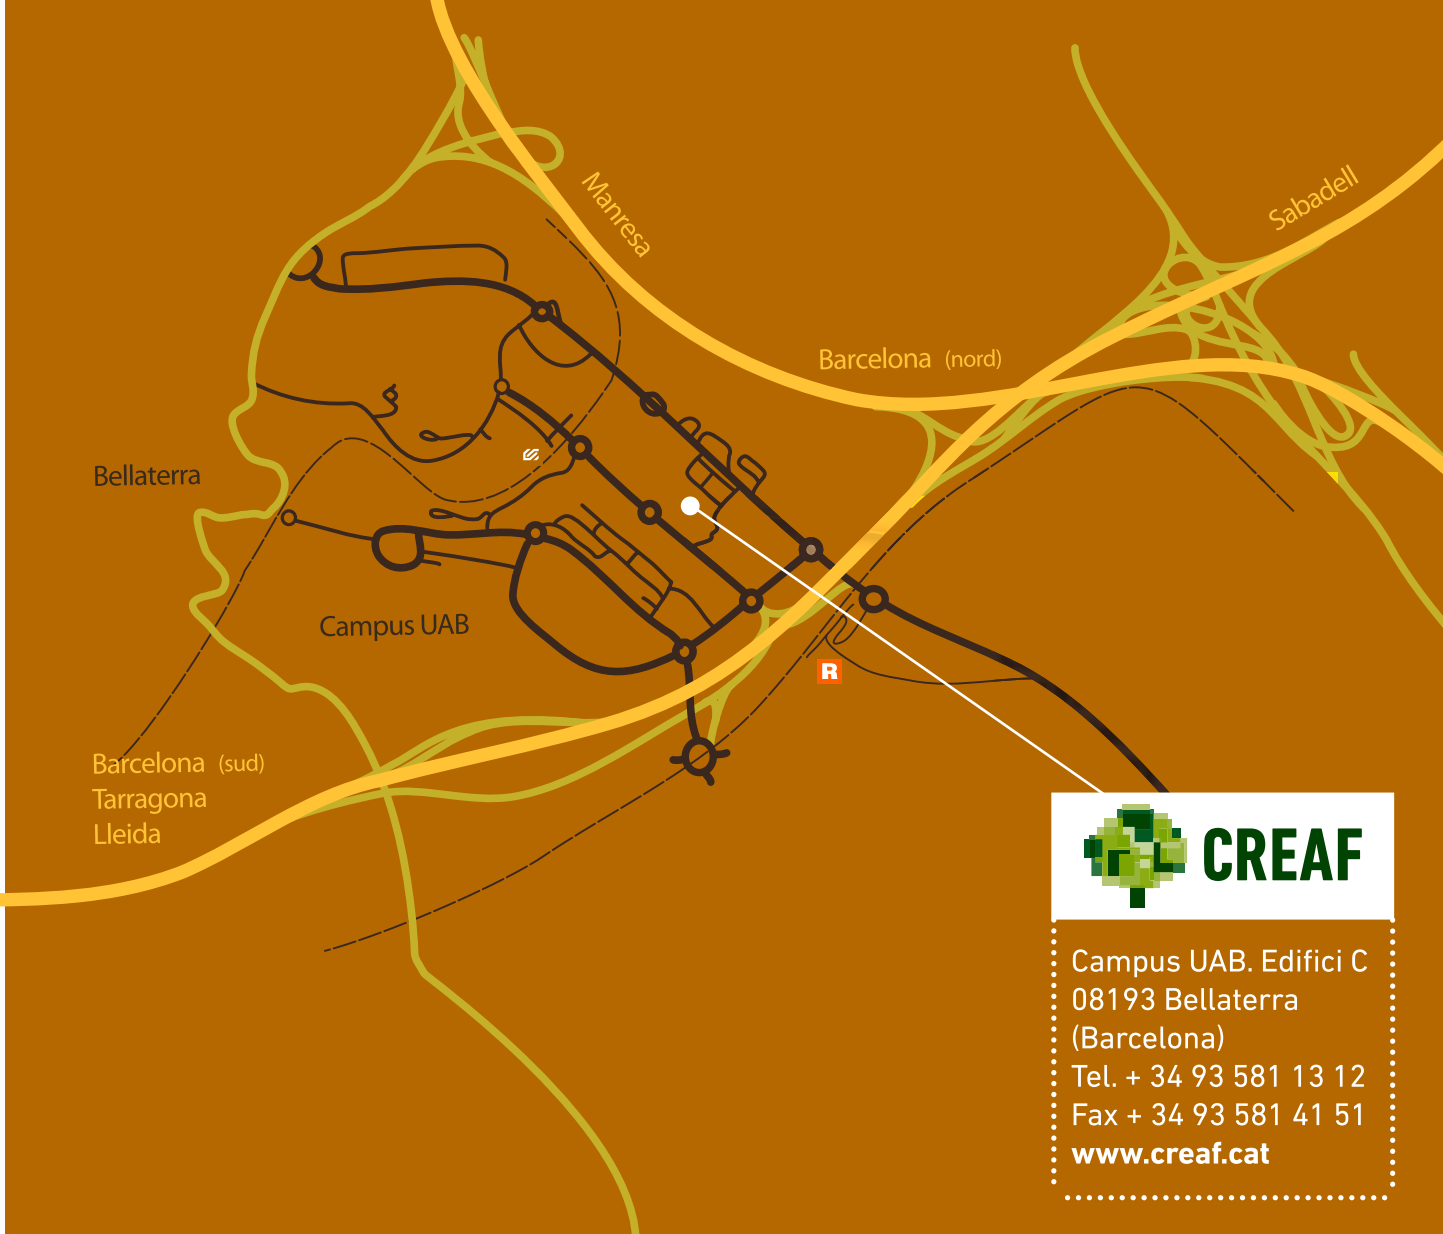 Manresa
Sabadell
Barcelona (nord)
Bellaterra
Campus UAB
R
Barcelona (sud)
Tarragona
Lleida
CREAF
Campus UAB. Edifici C
08193 Bellaterra
(Barcelona)
Tel. + 34 93 581 13 12
Fax + 34 93 581 41 51
www.creaf.cat